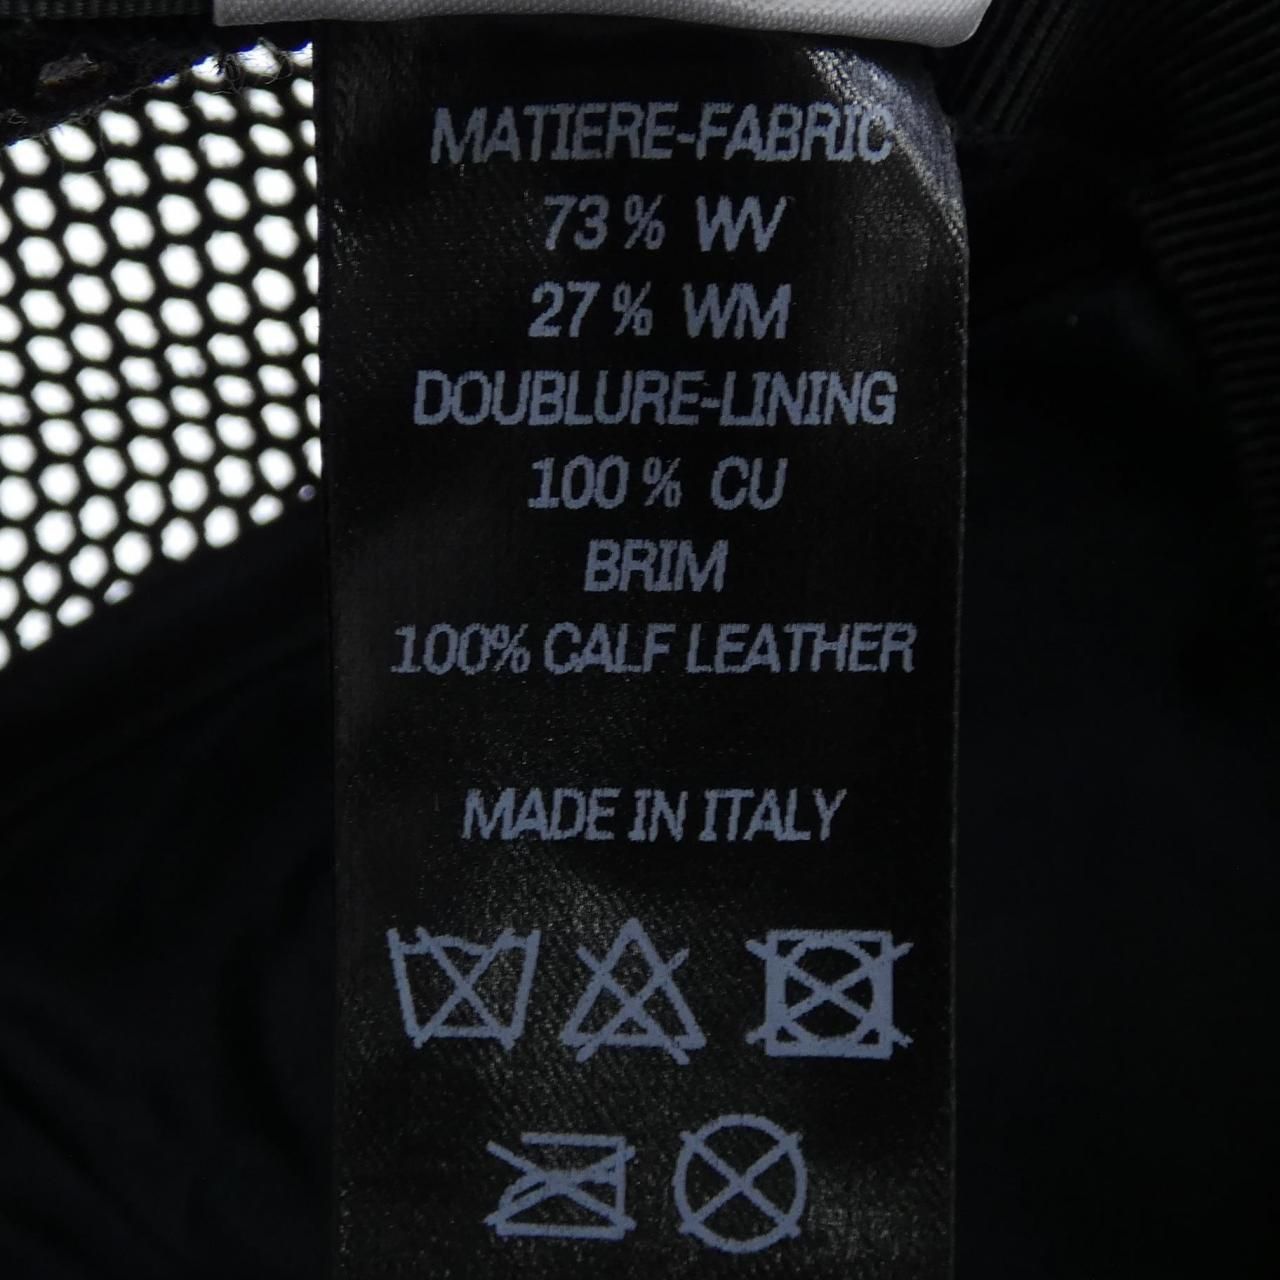 MATIERE-FABRIC
73 % WV
27 % WM
DOUBLURE-LINING
100 % CU
BRIM
100% CALF LEATHER
MADE IN ITALY